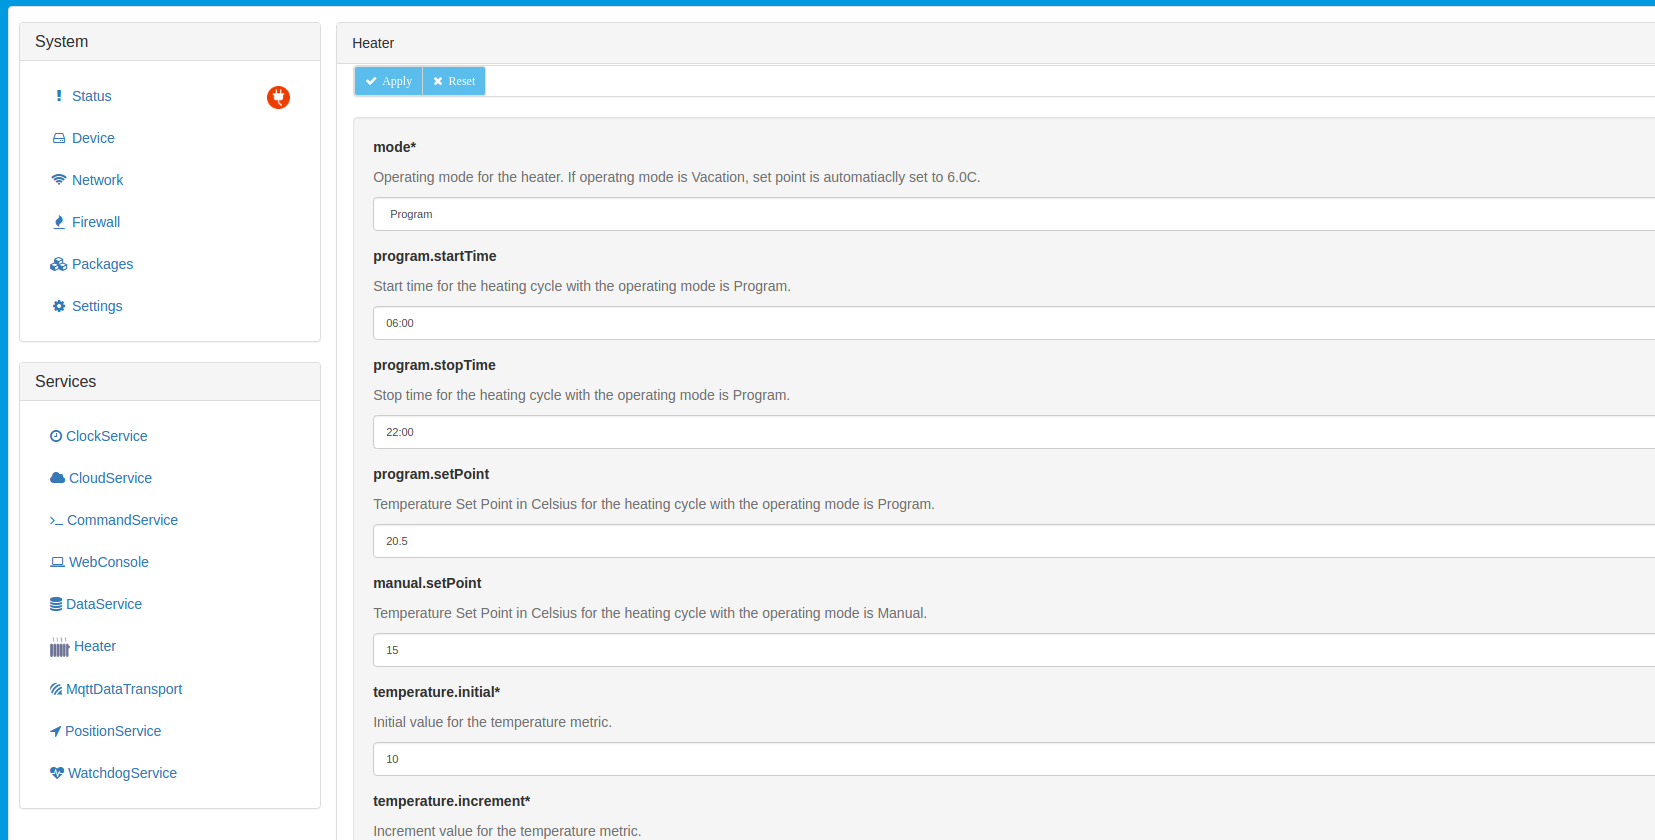 System
Status
Device
Network
Firewall
Packages
Settings
Services
ClockService
CloudService
CommandService
WebConsole
DataService
Heater
MqttDataTransport
PositionService
WatchdogService
Heater
Apply Reset
mode*
Operating mode for the heater. If operatng mode is Vacation, set point is automatiaclly set to 6.0C.
Program
program.startTime
Start time for the heating cycle with the operating mode is Program.
06:00
program.stopTime
Stop time for the heating cycle with the operating mode is Program.
22:00
program.setPoint
Temperature Set Point in Celsius for the heating cycle with the operating mode is Program.
20.5
manual.setPoint
Temperature Set Point in Celsius for the heating cycle with the operating mode is Manual.
15
temperature.initial*
Initial value for the temperature metric.
10
temperature.increment*
Increment value for the temperature metric.